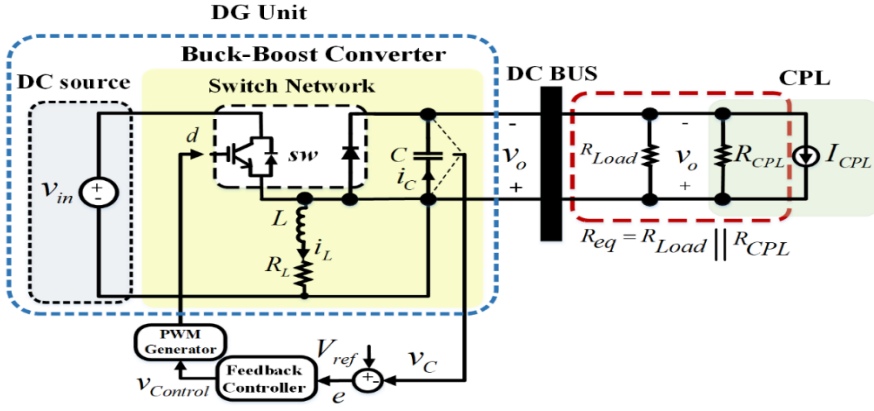 DG Unit
Buck-Boost Converter
DC source
Switch Network
DC BUS
CPL
d
sw
C
i_C
v_in
+
-
-
v_o
+
R_Load
-
v_o
+
R_CPL
I_CPL
L
i_L
R_L
R_eq = R_Load || R_CPL
PWM
Generator
V_ref
v_C
Feedback
Controller
+
-
v_Control
e